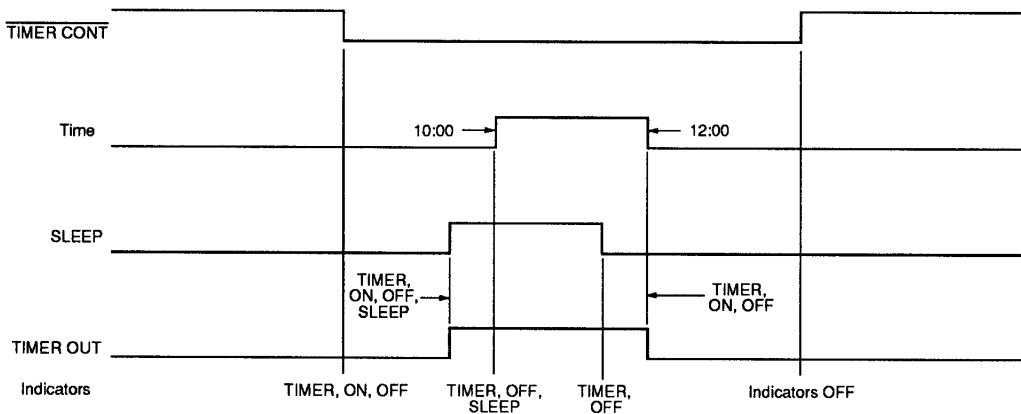 TIMER CONT
Time
10:00
12:00
SLEEP
TIMER,
ON, OFF,
SLEEP
TIMER,
ON, OFF
TIMER OUT
Indicators
TIMER, ON, OFF
TIMER, OFF,
SLEEP
TIMER,
OFF
Indicators OFF